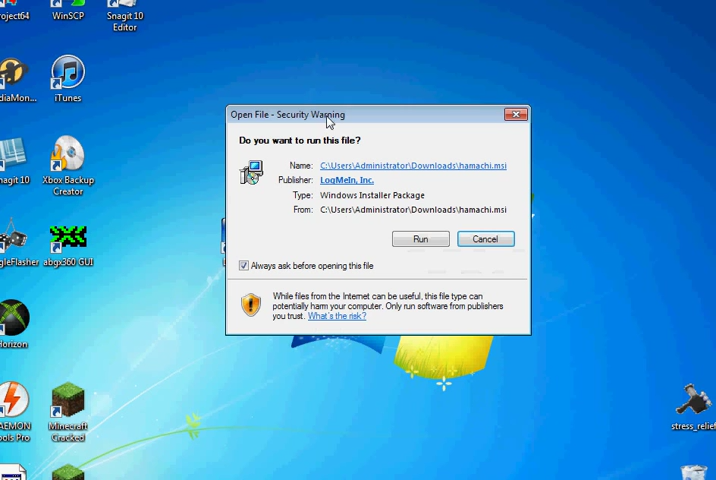 roject64 WinSCP Snagit 10
Editor
diaMon... iTunes
nagit 10 Xbox Backup
Creator
gleFlasher abgx360 GUI
Horizon
AEMON Minecraft
ools Pro Cracked
Open File - Security Warning
Do you want to run this file?
Name: C:\Users\Administrator\Downloads\hamachi.msi
Publisher: LogMeIn, Inc.
Type: Windows Installer Package
From: C:\Users\Administrator\Downloads\hamachi.msi
Run Cancel
Always ask before opening this file
While files from the Internet can be useful, this file type can
potentially harm your computer. Only run software from publishers
you trust. What's the risk?
stress_relief